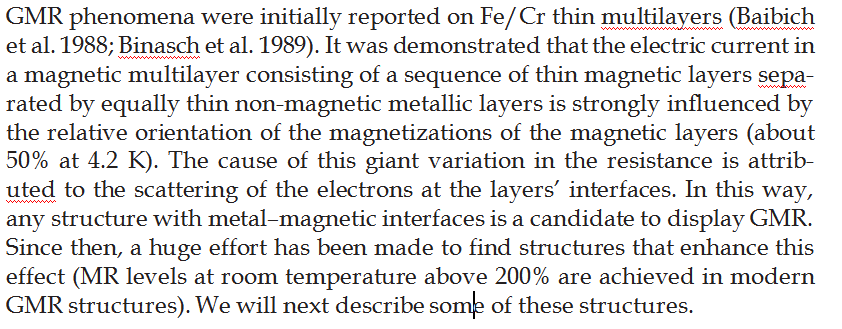 GMR phenomena were initially reported on Fe/Cr thin multilayers (Baibich
et al. 1988; Binasch et al. 1989). It was demonstrated that the electric current in
a magnetic multilayer consisting of a sequence of thin magnetic layers sepa-
rated by equally thin non-magnetic metallic layers is strongly influenced by
the relative orientation of the magnetizations of the magnetic layers (about
50% at 4.2 K). The cause of this giant variation in the resistance is attrib-
uted to the scattering of the electrons at the layers’ interfaces. In this way,
any structure with metal–magnetic interfaces is a candidate to display GMR.
Since then, a huge effort has been made to find structures that enhance this
effect (MR levels at room temperature above 200% are achieved in modern
GMR structures). We will next describe some of these structures.